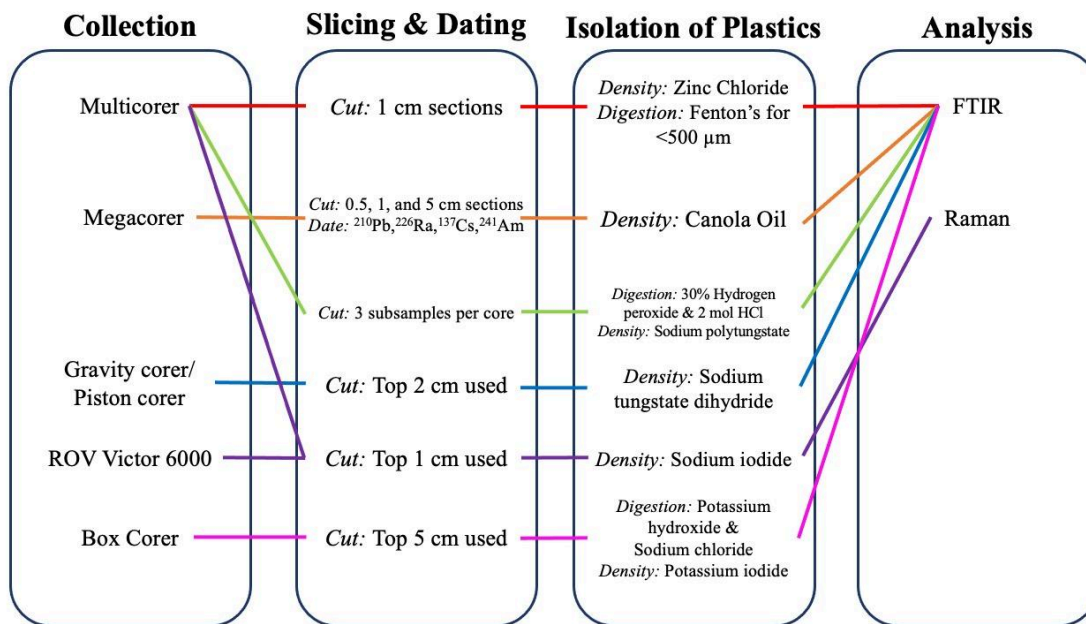 Collection
Slicing & Dating
Isolation of Plastics
Analysis
Multicorer
Megacorer
Gravity corer/
Piston corer
ROV Victor 6000
Box Corer
Cut: 1 cm sections
Cut: 0.5, 1, and 5 cm sections
Date: ²¹⁰Pb,²²⁶Ra,¹³⁷Cs,²⁴¹Am
Cut: 3 subsamples per core
Cut: Top 2 cm used
Cut: Top 1 cm used
Cut: Top 5 cm used
Density: Zinc Chloride
Digestion: Fenton’s for
<500 µm
Density: Canola Oil
Digestion: 30% Hydrogen
peroxide & 2 mol HCl
Density: Sodium polytungstate
Density: Sodium
tungstate dihydride
Density: Sodium iodide
Digestion: Potassium
hydroxide &
Sodium chloride
Density: Potassium iodide
FTIR
Raman